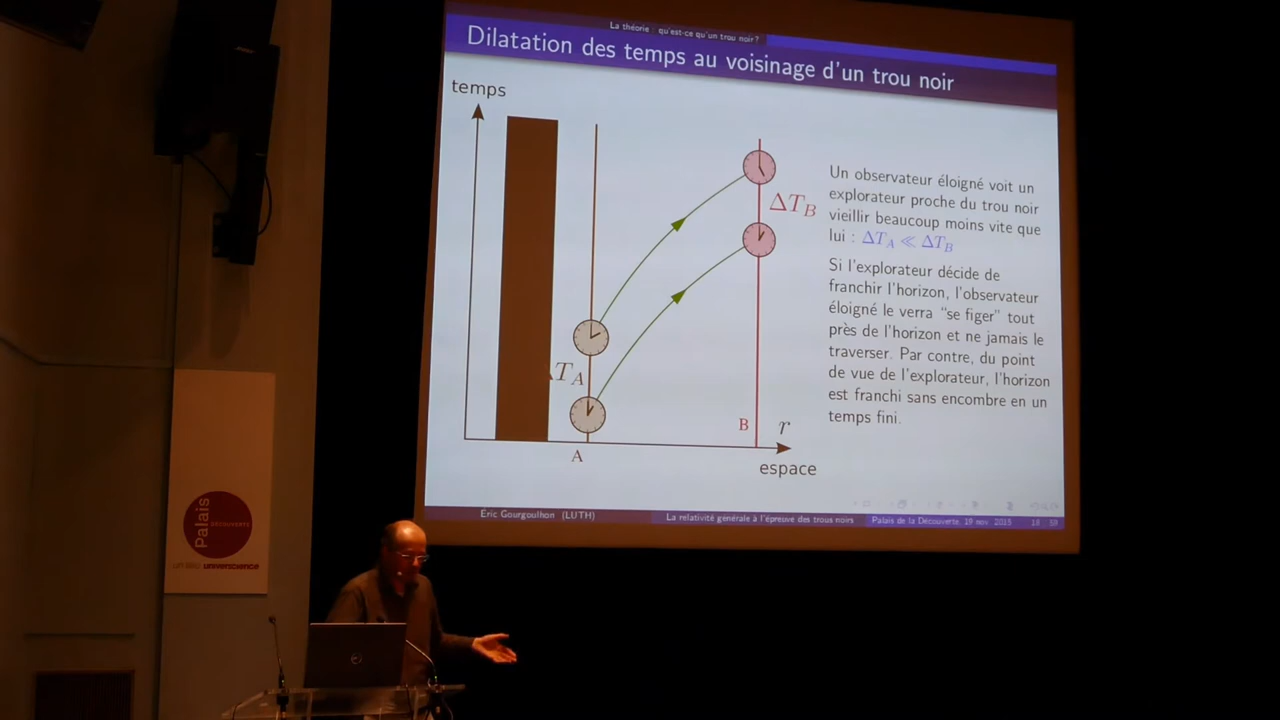 La théorie : qu'est-ce qu'un trou noir ?
Dilatation des temps au voisinage d'un trou noir
temps
ΔT_B
Un observateur éloigné voit un
explorateur proche du trou noir
vieillir beaucoup moins vite que
lui : ΔT_A ≪ ΔT_B
Si l'explorateur décide de
franchir l'horizon, l'observateur
éloigné le verra "se figer" tout
près de l'horizon et ne jamais le
traverser. Par contre, du point
de vue de l'explorateur, l'horizon
est franchi sans encombre en un
temps fini.
ΔT_A
B
r
A
espace
Éric Gourgoulhon (LUTH)
La relativité générale à l'épreuve des trous noirs
Palais de la Découverte, 19 nov. 2015
18 59
Palais
DÉCOUVERTE
universcience